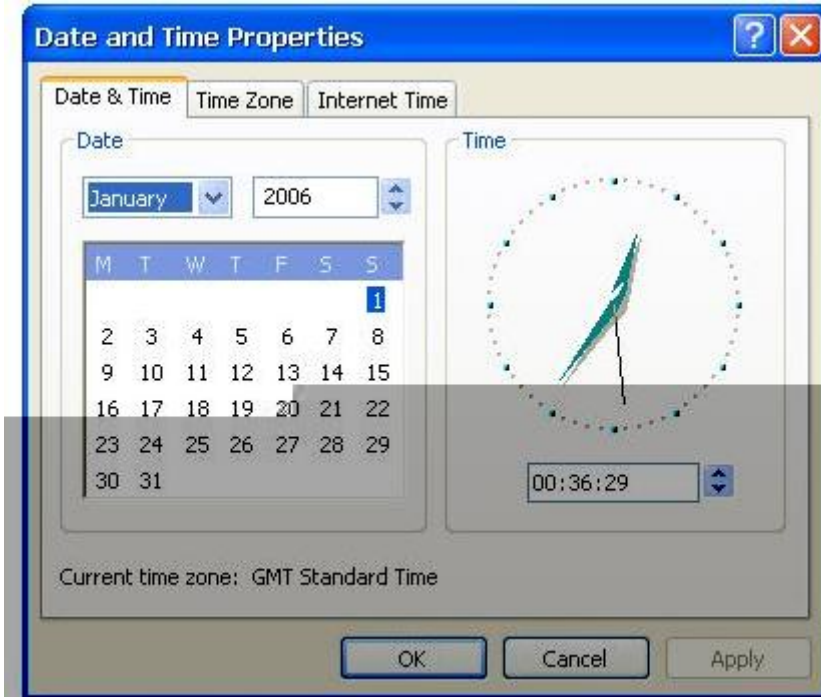 Date and Time Properties
Date & Time Time Zone Internet Time
Date
Time
January 2006
M T W T F S S
1
2 3 4 5 6 7 8
9 10 11 12 13 14 15
16 17 18 19 20 21 22
23 24 25 26 27 28 29
30 31
00:36:29
Current time zone: GMT Standard Time
OK Cancel Apply